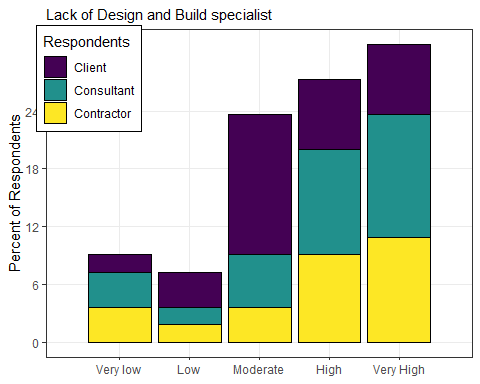 Lack of Design and Build specialist
Respondents
Client
Consultant
Contractor
Percent of Respondents
24
18
12
6
0
Very low
Low
Moderate
High
Very High